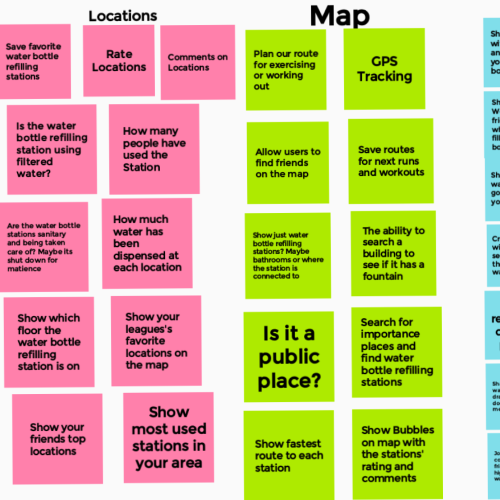 Locations
Save favorite
water bottle
refilling
stations
Rate
Locations
Comments on
Locations
Is the water
bottle refilling
station using
filtered
water?
How many
people have
used the
Station
Are the water bottle
stations sanitary
and being taken
care of? Maybe its
shut down for
matience
How much
water has
been
dispensed at
each location
Show which
floor the
water bottle
refilling
station is on
Show your
leagues's
favorite
locations on
the map
Show your
friends top
locations
Show
most used
stations in
your area
Map
Plan our route
for exercising or
working
out
GPS
Tracking
Allow users to
find friends
on the map
Save routes
for next runs
and workouts
Show just water
bottle refilling
stations? Maybe
bathrooms or where
the station is
connected to
The ability to
search a
building to
see if it has a
fountain
Is it a
public
place?
Search for
importance
places and
find water
bottle refilling
stations
Show fastest
route to each
station
Show Bubbles
on map with
the stations'
rating and
comments